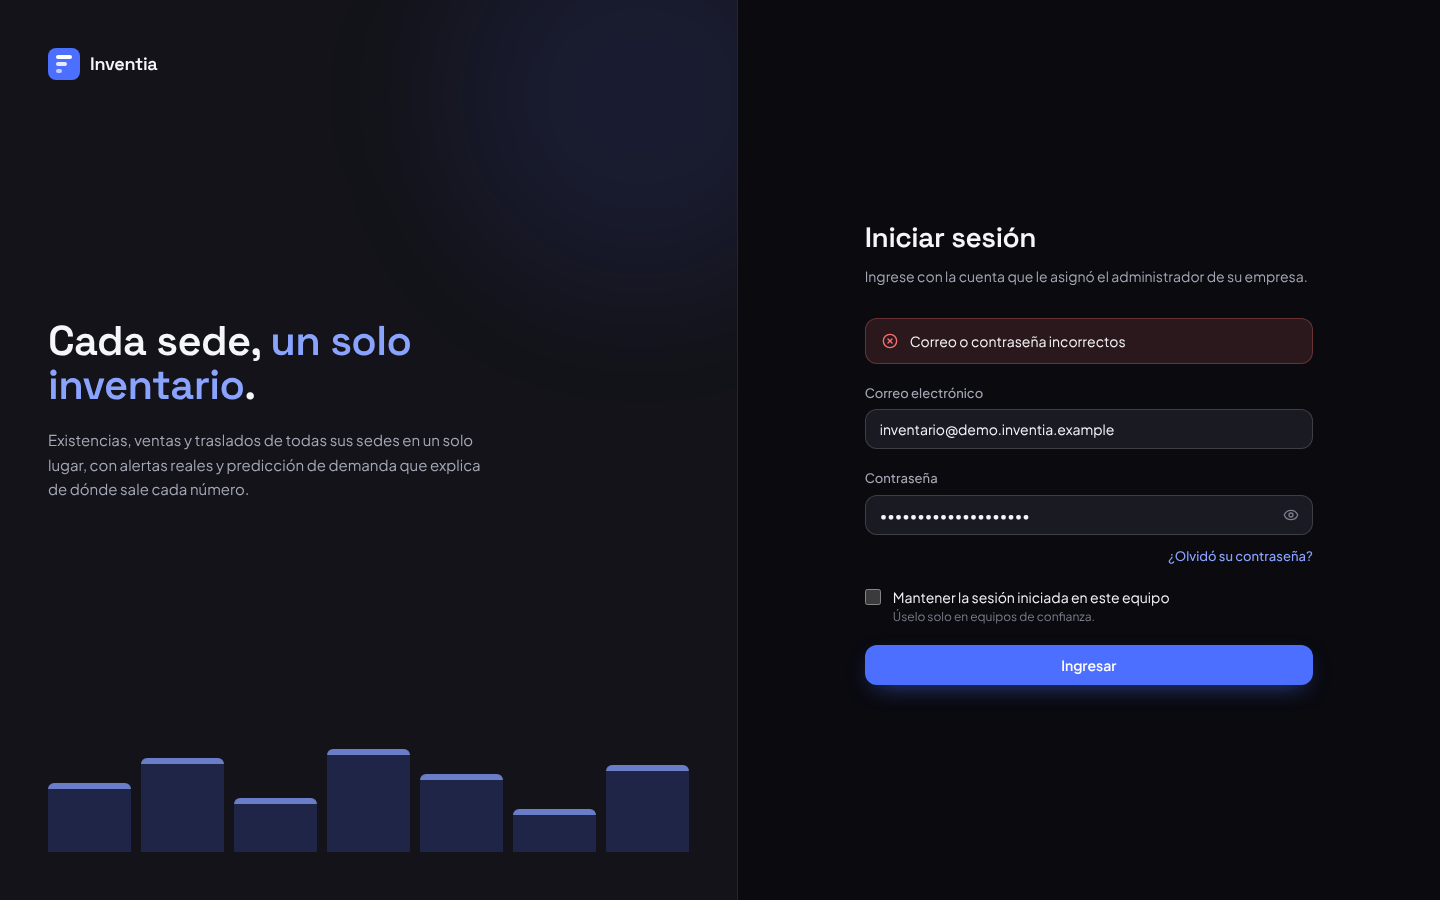 Inventia
Cada sede, un solo
inventario.
Existencias, ventas y traslados de todas sus sedes en un solo
lugar, con alertas reales y predicción de demanda que explica
de dónde sale cada número.
Iniciar sesión
Ingrese con la cuenta que le asignó el administrador de su empresa.
Correo o contraseña incorrectos
Correo electrónico
inventario@demo.inventia.example
Contraseña
••••••••••••••••••••
¿Olvidó su contraseña?
Mantener la sesión iniciada en este equipo
Úselo solo en equipos de confianza.
Ingresar